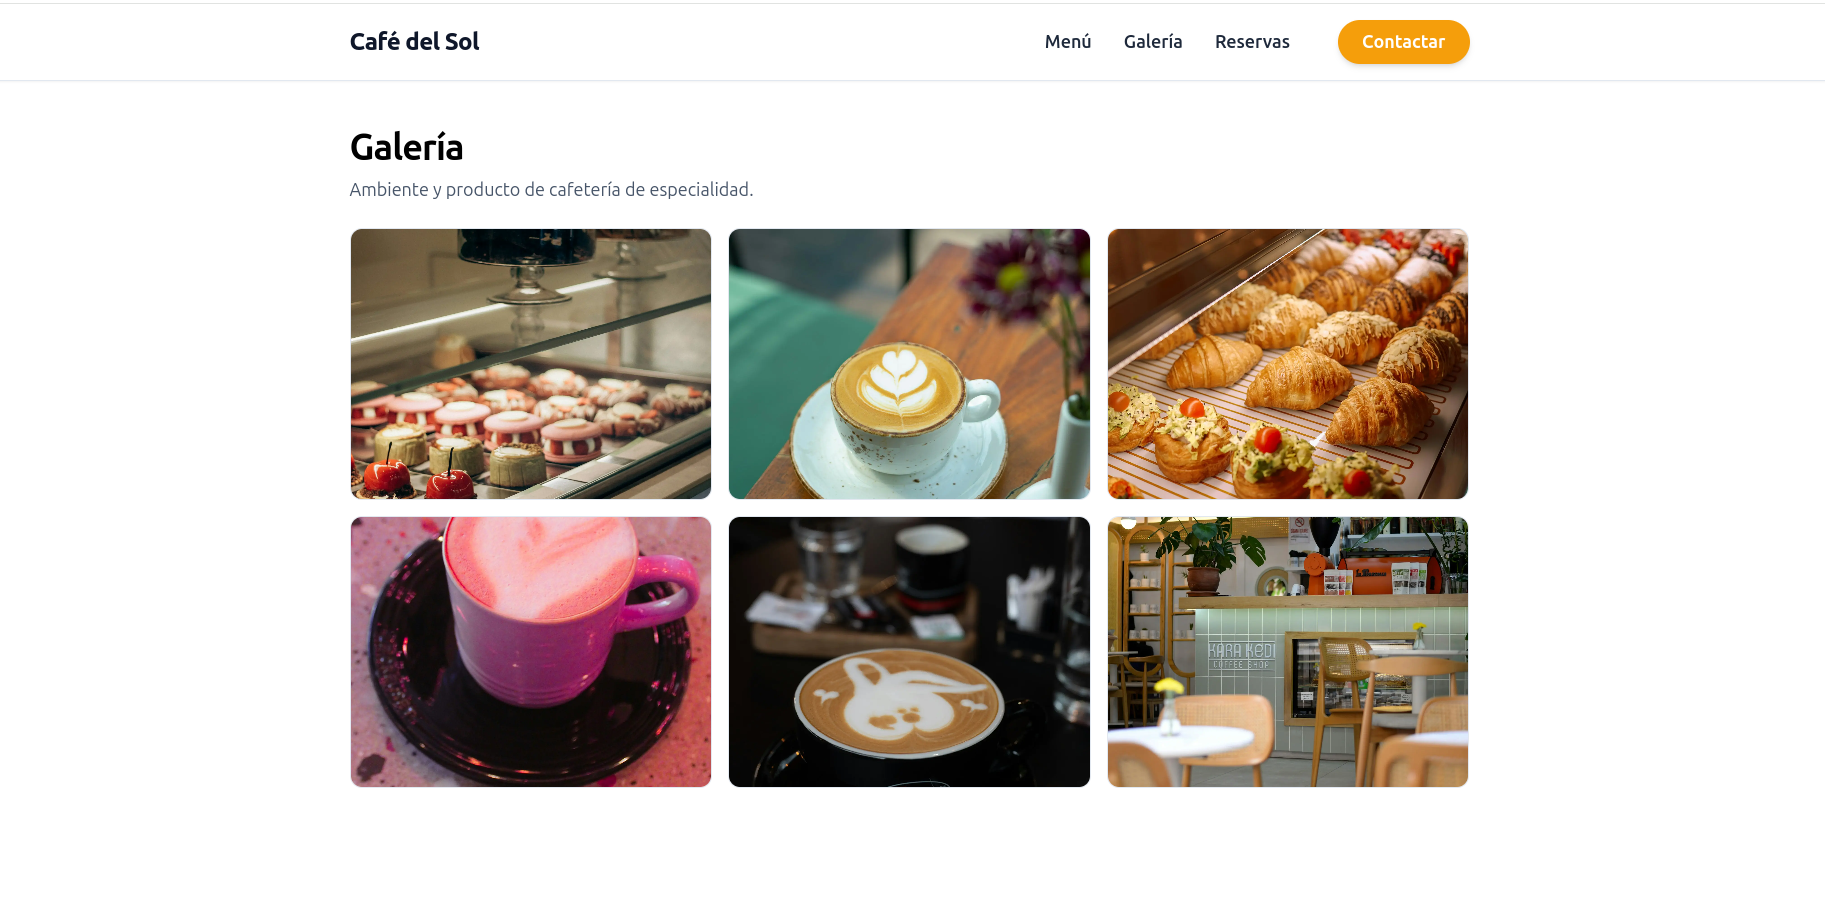 Café del Sol
Menú
Galería
Reservas
Contactar
Galería
Ambiente y producto de cafetería de especialidad.
KARA KEDI
COFFEE SHOP